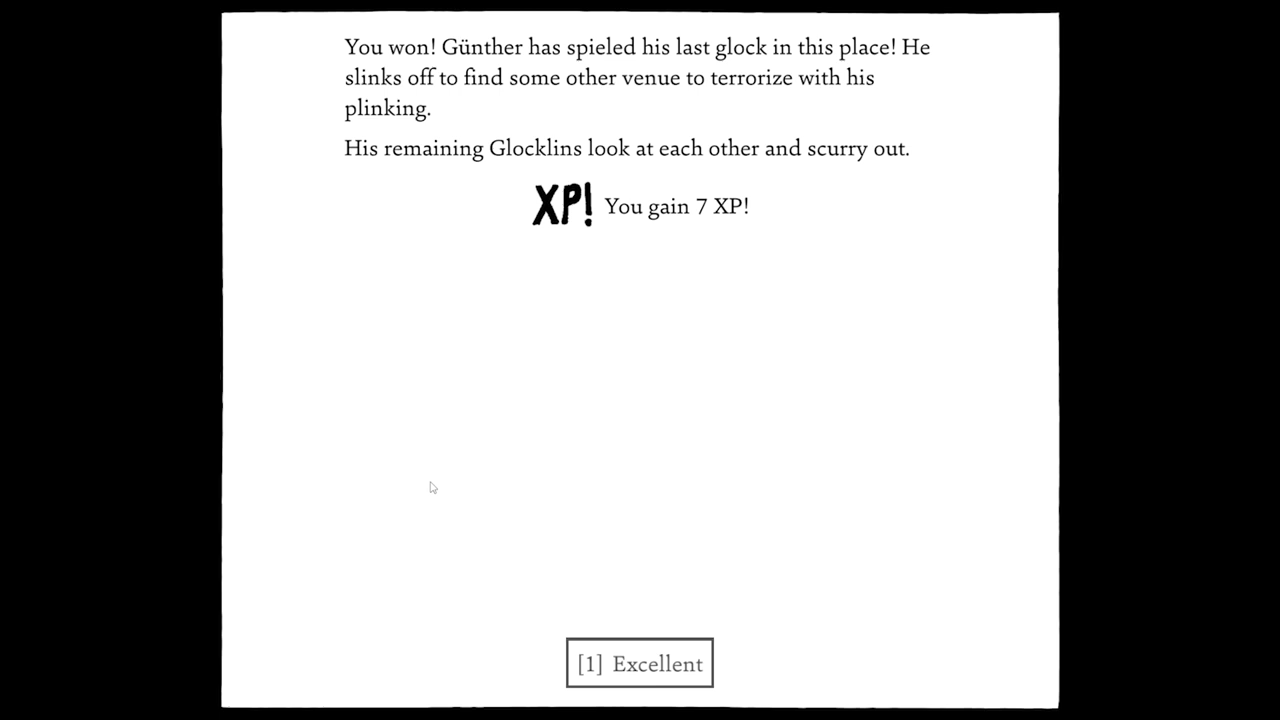 You won! Günther has spieled his last glock in this place! He
slinks off to find some other venue to terrorize with his
plinking.
His remaining Glocklins look at each other and scurry out.
XP! You gain 7 XP!
[1] Excellent